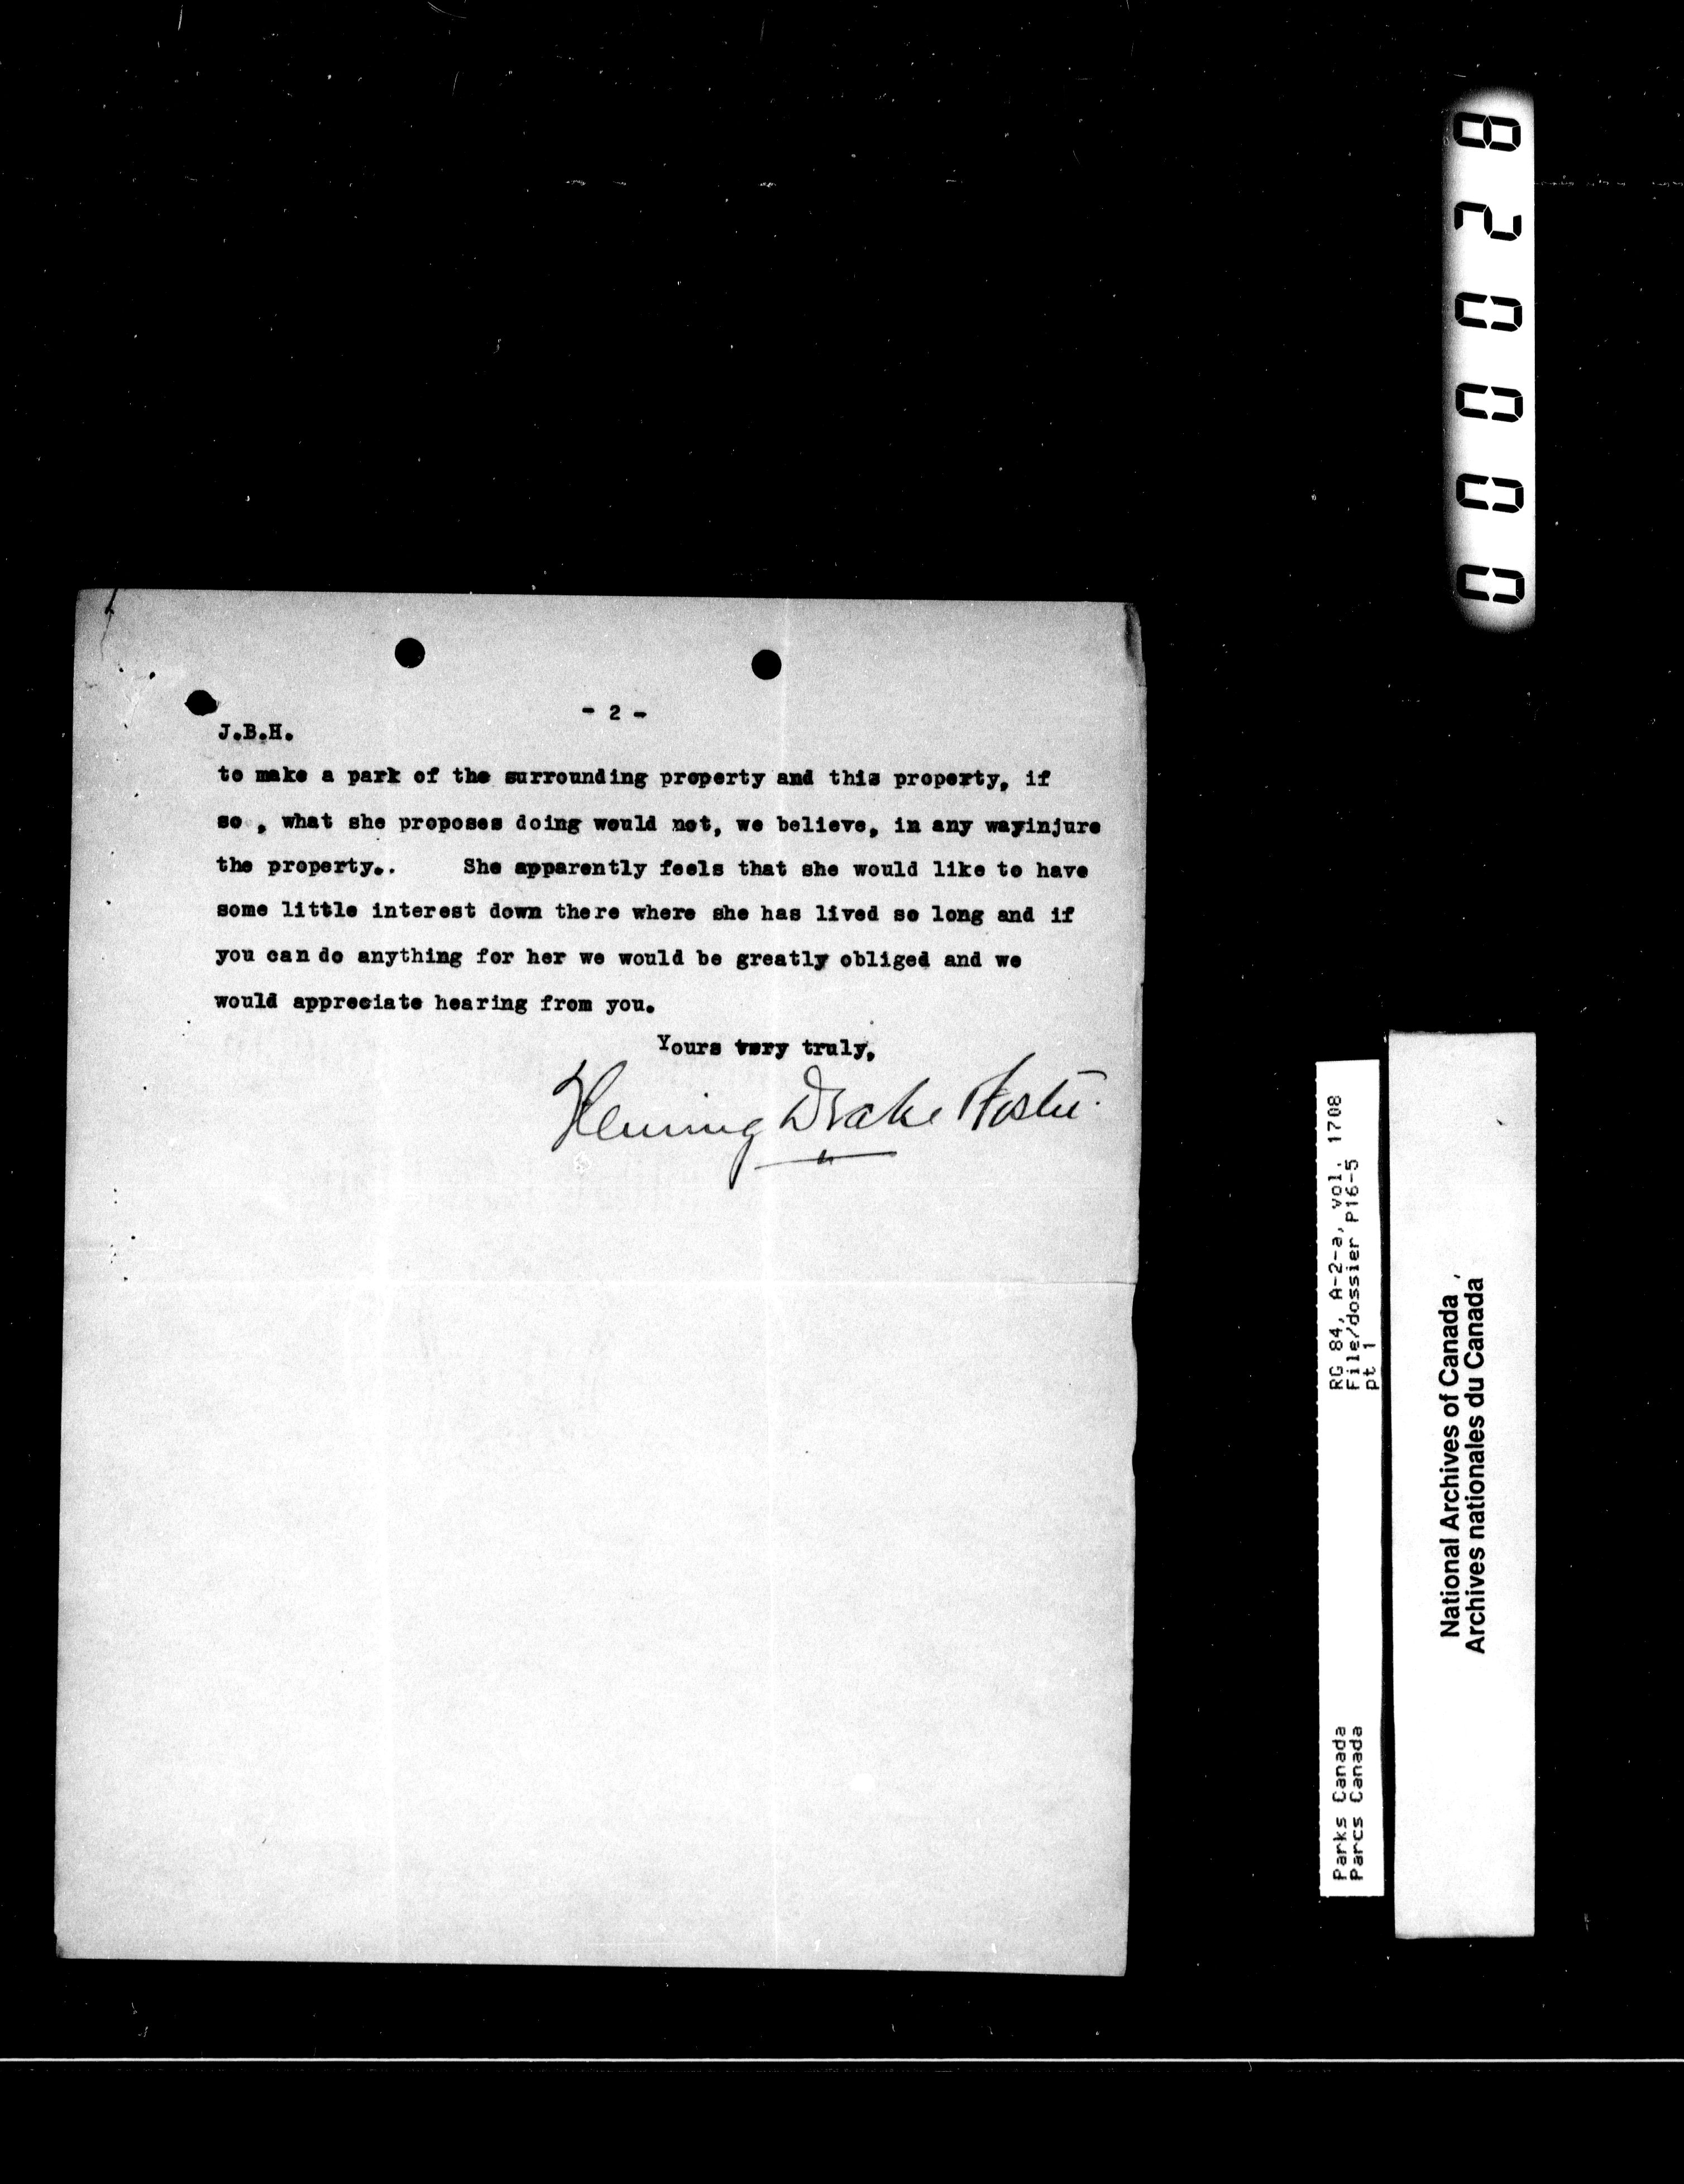 - 2 -
J.B.H.
to make a park of the surrounding property and this property, if
so , what she proposes doing would not, we believe, in any wayinjure
the property.. She apparently feels that she would like to have
some little interest down there where she has lived so long and if
you can do anything for her we would be greatly obliged and we
would appreciate hearing from you.
Yours very truly,
Fleming Drake Foster
000028
Parks Canada RG 84, A-2-a, vol. 1708
Parcs Canada File/dossier P16-5
pt 1
National Archives of Canada
Archives nationales du Canada